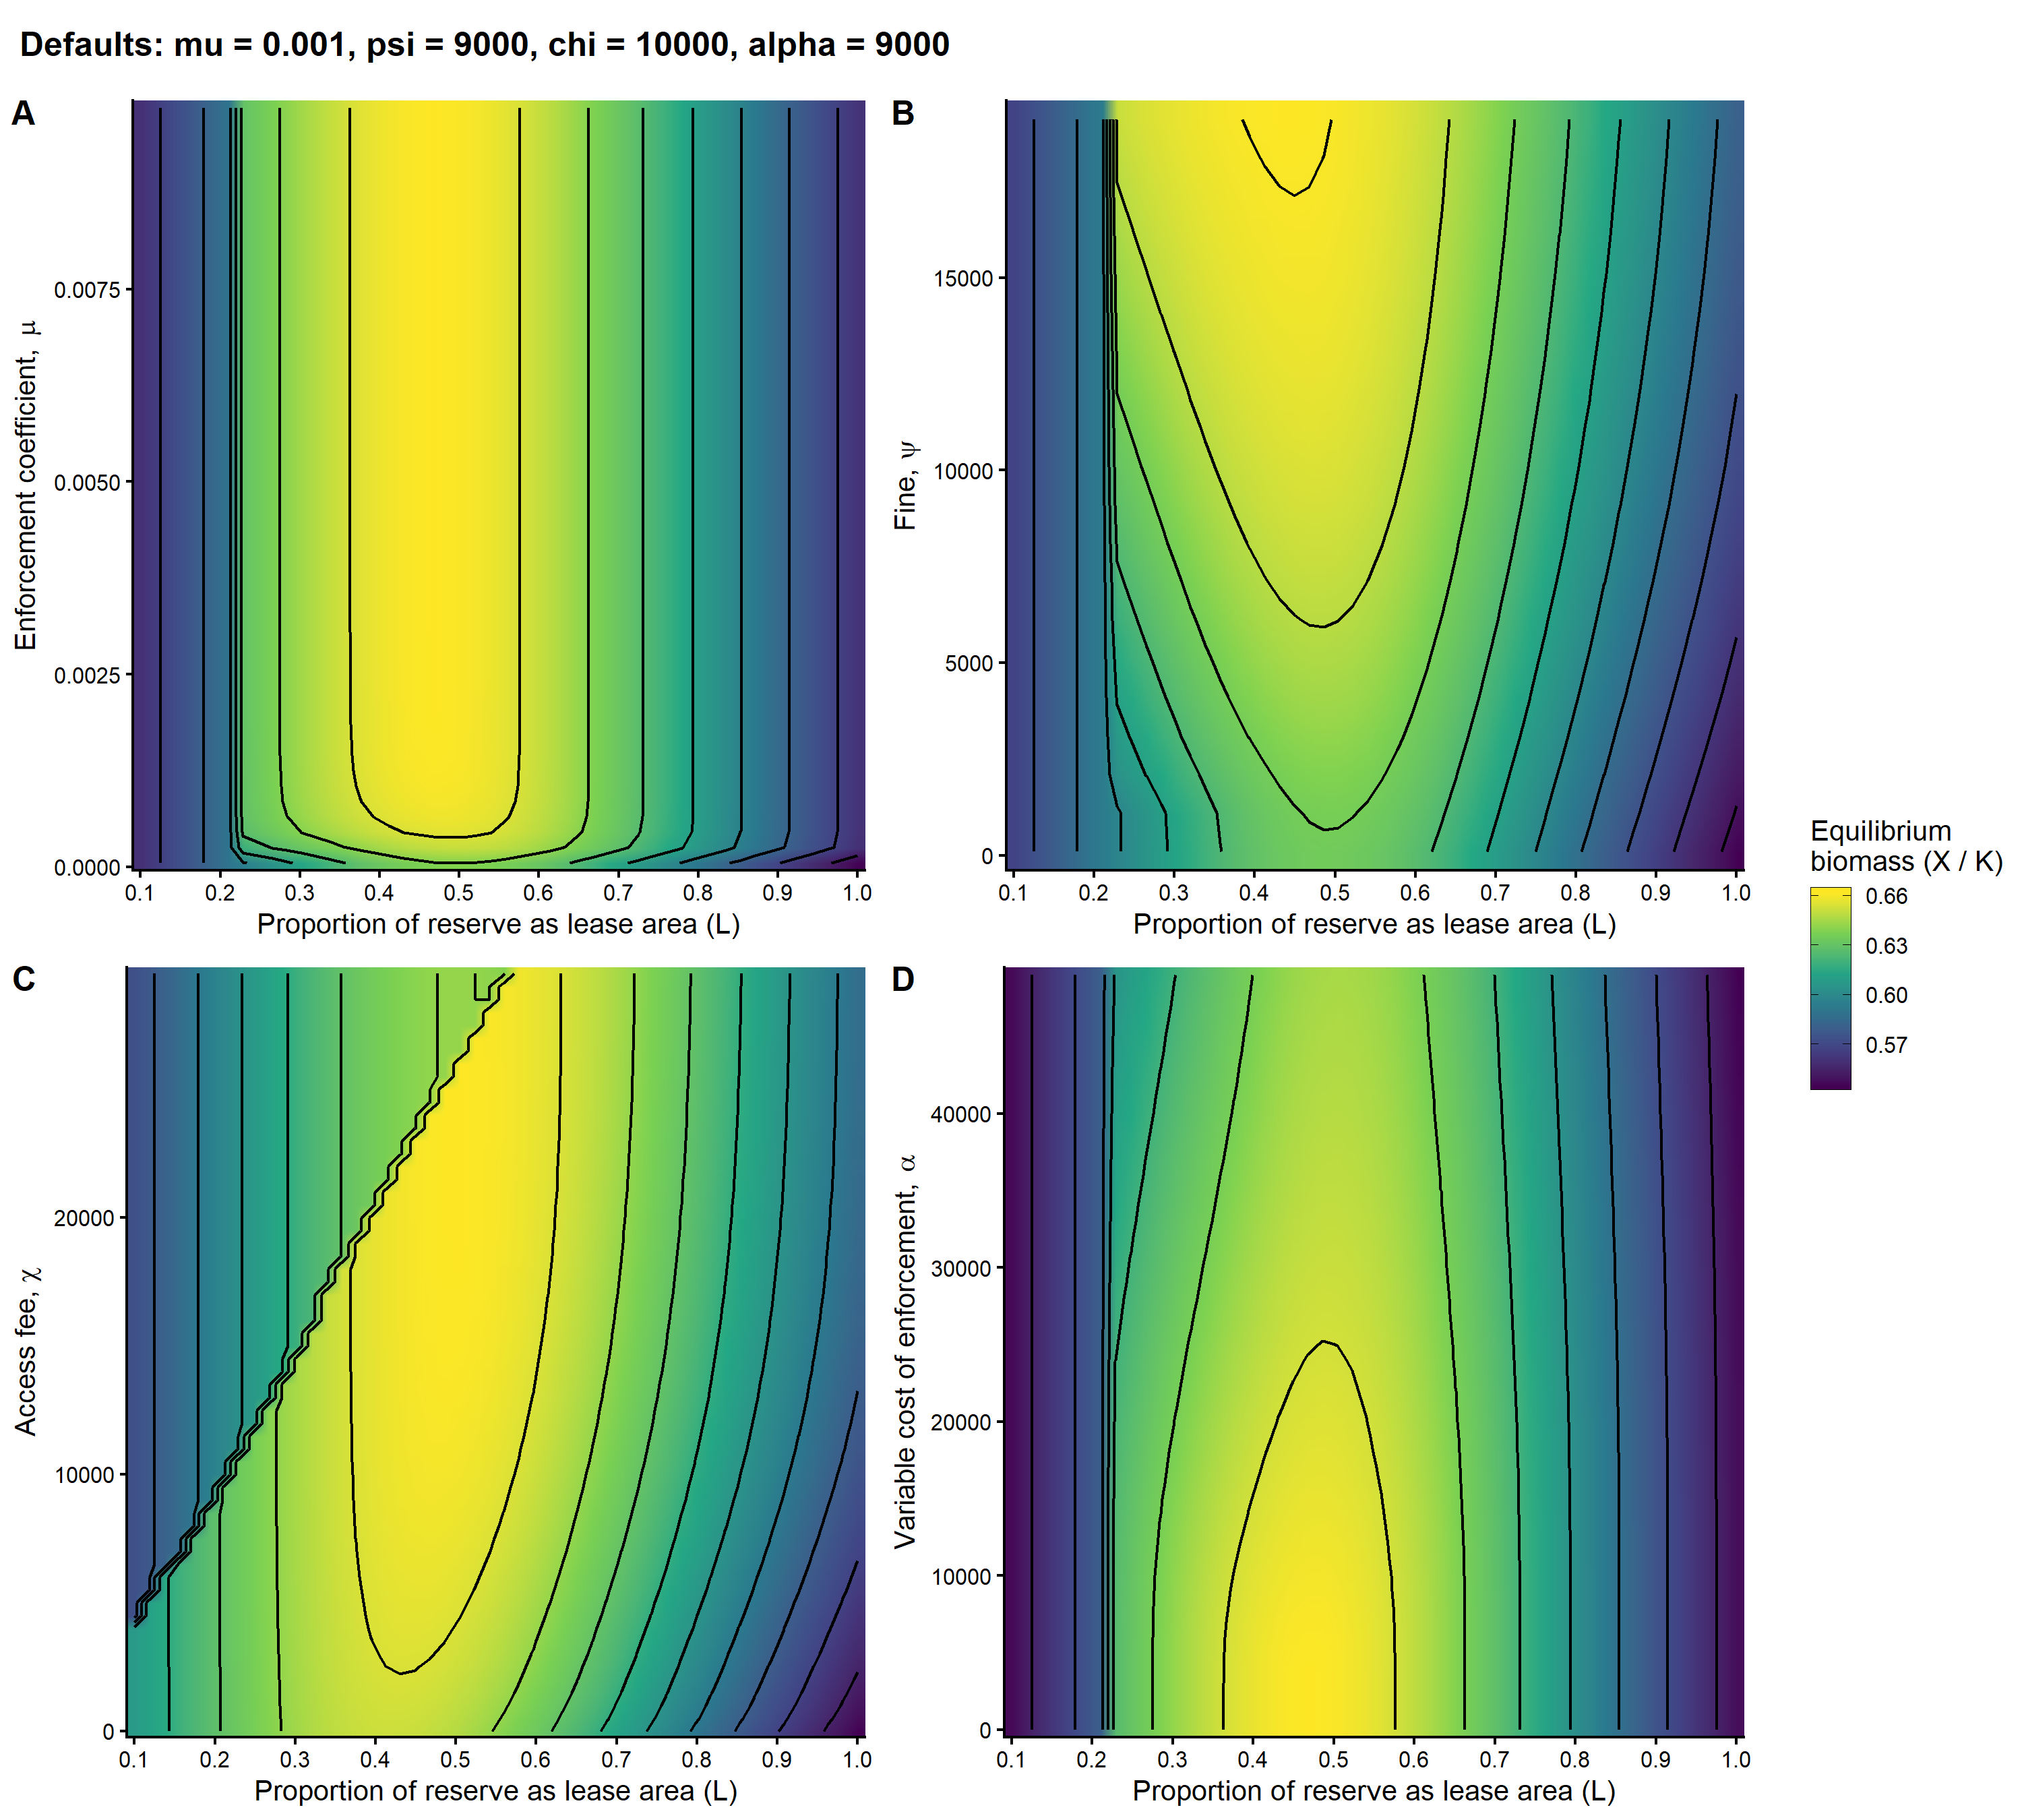 Defaults: mu = 0.001, psi = 9000, chi = 10000, alpha = 9000
A
Enforcement coefficient, μ
0.0075
0.0050
0.0025
0.0000
0.1 0.2 0.3 0.4 0.5 0.6 0.7 0.8 0.9 1.0
Proportion of reserve as lease area (L)
B
Fine, ψ
15000
10000
5000
0
0.1 0.2 0.3 0.4 0.5 0.6 0.7 0.8 0.9 1.0
Proportion of reserve as lease area (L)
C
Access fee, χ
20000
10000
0
0.1 0.2 0.3 0.4 0.5 0.6 0.7 0.8 0.9 1.0
Proportion of reserve as lease area (L)
D
Variable cost of enforcement, α
40000
30000
20000
10000
0
0.1 0.2 0.3 0.4 0.5 0.6 0.7 0.8 0.9 1.0
Proportion of reserve as lease area (L)
Equilibrium
biomass (X / K)
0.66
0.63
0.60
0.57